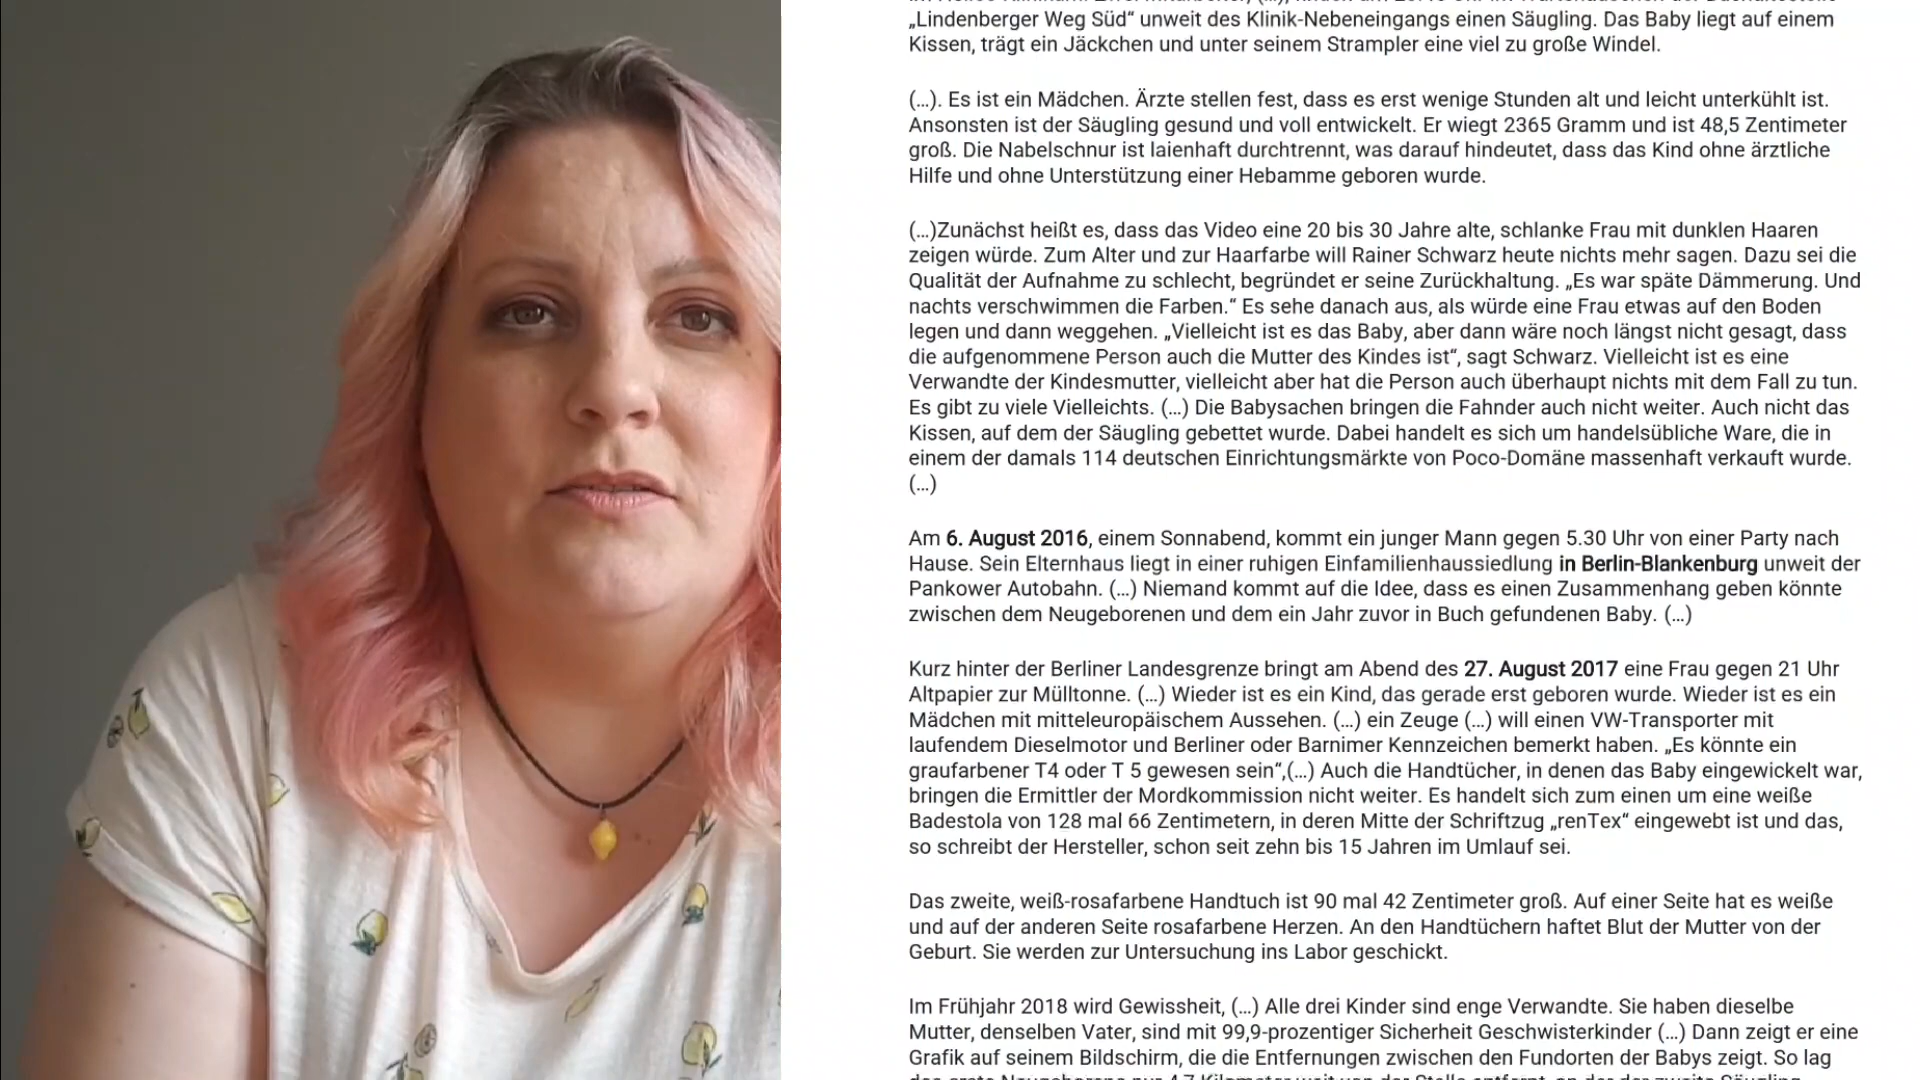 „Lindenberger Weg Süd“ unweit des Klinik-Nebeneingangs einen Säugling. Das Baby liegt auf einem
Kissen, trägt ein Jäckchen und unter seinem Strampler eine viel zu große Windel.
(…). Es ist ein Mädchen. Ärzte stellen fest, dass es erst wenige Stunden alt und leicht unterkühlt ist.
Ansonsten ist der Säugling gesund und voll entwickelt. Er wiegt 2365 Gramm und ist 48,5 Zentimeter
groß. Die Nabelschnur ist laienhaft durchtrennt, was darauf hindeutet, dass das Kind ohne ärztliche
Hilfe und ohne Unterstützung einer Hebamme geboren wurde.
(…)Zunächst heißt es, dass das Video eine 20 bis 30 Jahre alte, schlanke Frau mit dunklen Haaren
zeigen würde. Zum Alter und zur Haarfarbe will Rainer Schwarz heute nichts mehr sagen. Dazu sei die
Qualität der Aufnahme zu schlecht, begründet er seine Zurückhaltung. „Es war späte Dämmerung. Und
nachts verschwimmen die Farben.“ Es sehe danach aus, als würde eine Frau etwas auf den Boden
legen und dann weggehen. „Vielleicht ist es das Baby, aber dann wäre noch längst nicht gesagt, dass
die aufgenommene Person auch die Mutter des Kindes ist“, sagt Schwarz. Vielleicht ist es eine
Verwandte der Kindesmutter, vielleicht aber hat die Person auch überhaupt nichts mit dem Fall zu tun.
Es gibt zu viele Vielleichts. (…) Die Babysachen bringen die Fahnder auch nicht weiter. Auch nicht das
Kissen, auf dem der Säugling gebettet wurde. Dabei handelt es sich um handelsübliche Ware, die in
einem der damals 114 deutschen Einrichtungsmärkte von Poco-Domäne massenhaft verkauft wurde.
(…)
Am 6. August 2016, einem Sonnabend, kommt ein junger Mann gegen 5.30 Uhr von einer Party nach
Hause. Sein Elternhaus liegt in einer ruhigen Einfamilienhaussiedlung in Berlin-Blankenburg unweit der
Pankower Autobahn. (…) Niemand kommt auf die Idee, dass es einen Zusammenhang geben könnte
zwischen dem Neugeborenen und dem ein Jahr zuvor in Buch gefundenen Baby. (…)
Kurz hinter der Berliner Landesgrenze bringt am Abend des 27. August 2017 eine Frau gegen 21 Uhr
Altpapier zur Mülltonne. (…) Wieder ist es ein Kind, das gerade erst geboren wurde. Wieder ist es ein
Mädchen mit mitteleuropäischem Aussehen. (…) ein Zeuge (…) will einen VW-Transporter mit
laufendem Dieselmotor und Berliner oder Barnimer Kennzeichen bemerkt haben. „Es könnte ein
graufarbener T4 oder T 5 gewesen sein“,(…) Auch die Handtücher, in denen das Baby eingewickelt war,
bringen die Ermittler der Mordkommission nicht weiter. Es handelt sich zum einen um eine weiße
Badestola von 128 mal 66 Zentimetern, in deren Mitte der Schriftzug „renTex“ eingewebt ist und das,
so schreibt der Hersteller, schon seit zehn bis 15 Jahren im Umlauf sei.
Das zweite, weiß-rosafarbene Handtuch ist 90 mal 42 Zentimeter groß. Auf einer Seite hat es weiße
und auf der anderen Seite rosafarbene Herzen. An den Handtüchern haftet Blut der Mutter von der
Geburt. Sie werden zur Untersuchung ins Labor geschickt.
Im Frühjahr 2018 wird Gewissheit, (…) Alle drei Kinder sind enge Verwandte. Sie haben dieselbe
Mutter, denselben Vater, sind mit 99,9-prozentiger Sicherheit Geschwisterkinder (…) Dann zeigt er eine
Grafik auf seinem Bildschirm, die die Entfernungen zwischen den Fundorten der Babys zeigt. So lag